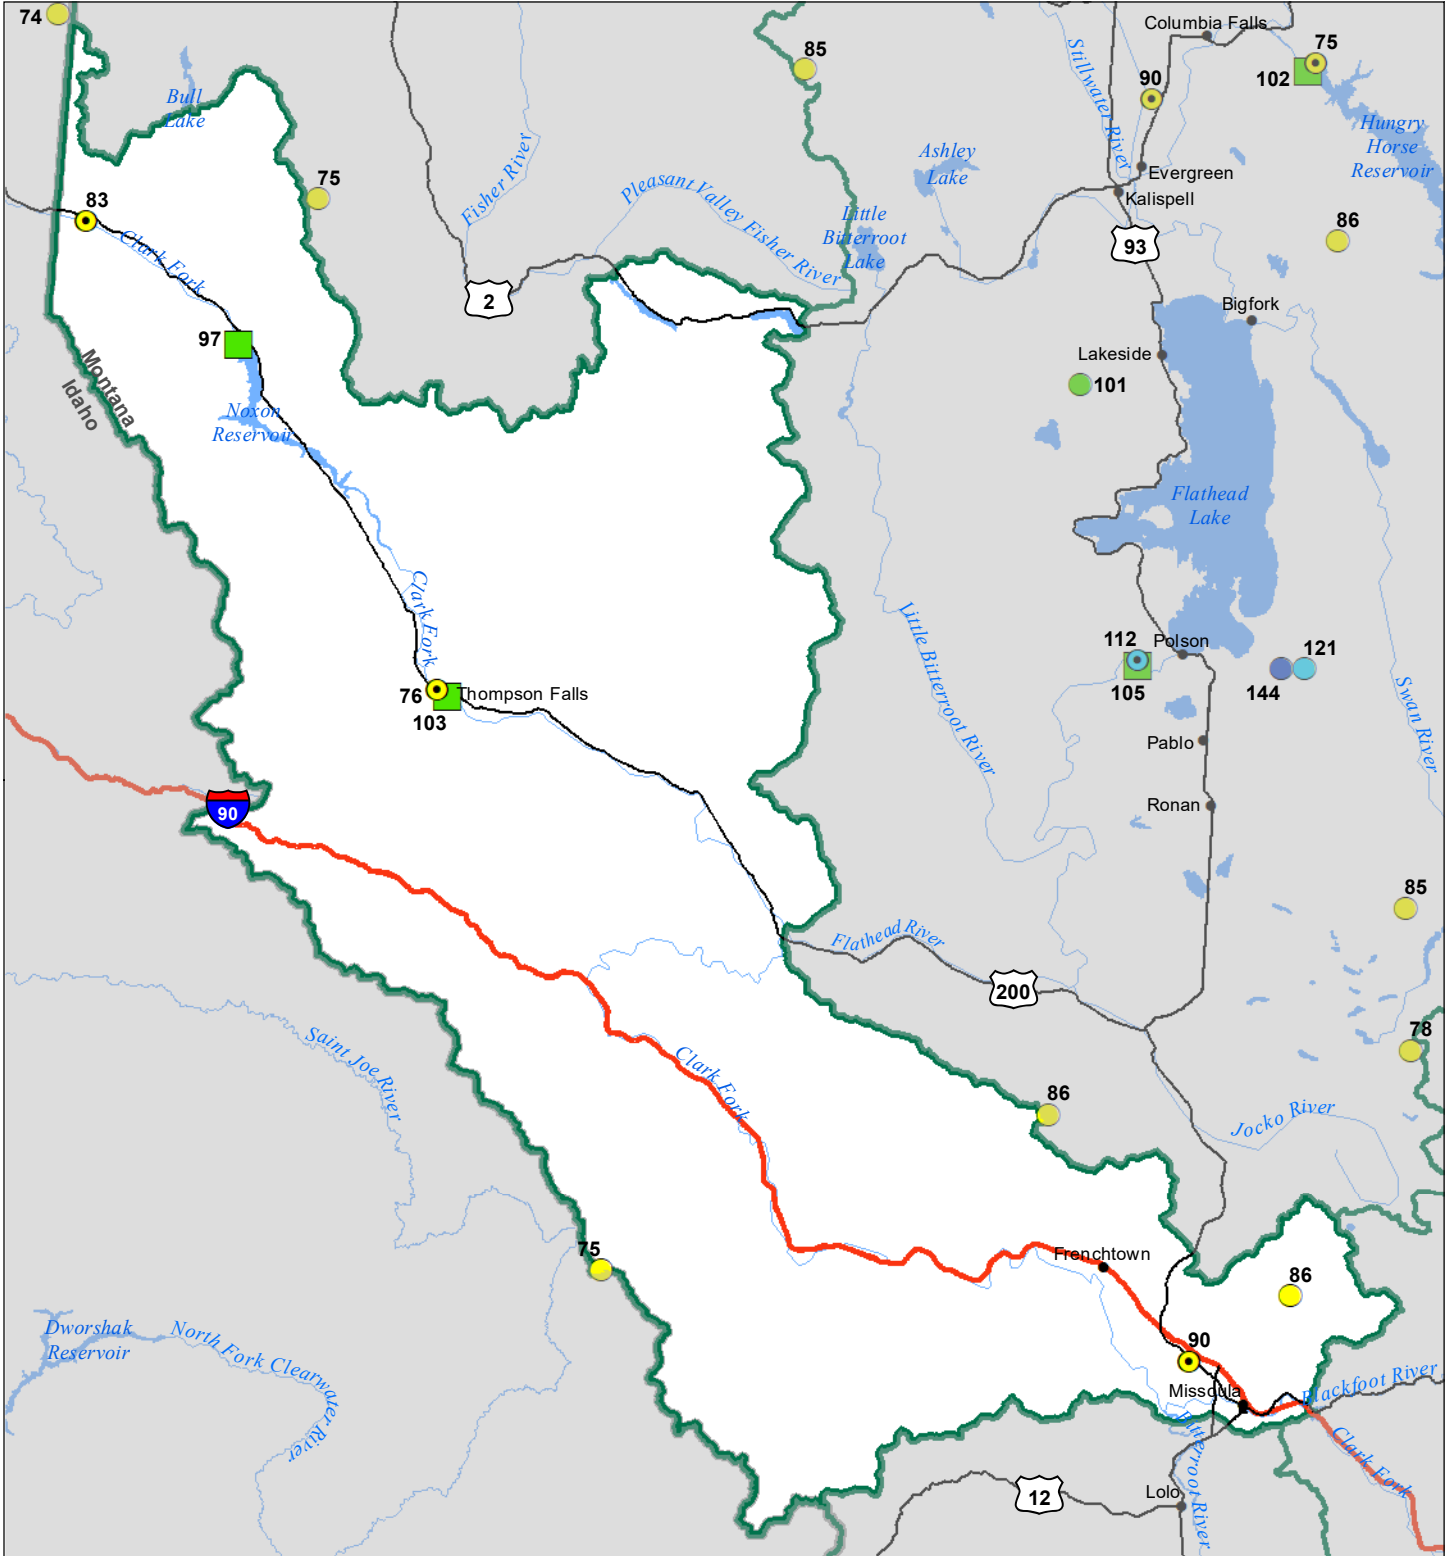 74
Columbia Falls
75
85
102
90
Stillwater River
Bull
Lake
Hungry
Horse
Reservoir
Fisher River
Ashley
Lake
Evergreen
75
Pleasant Valley Fisher River
Kalispell
83
Little
Bitterroot
Lake
86
93
Clark Fork
2
Bigfork
97
Lakeside
101
Montana
Idaho
Noxon
Reservoir
Flathead
Lake
Clark Fork
Little Bitterroot River
112
Polson
121
105
144
76
Thompson Falls
103
Swan River
Pablo
90
Ronan
85
Flathead River
200
Saint Joe River
78
Clark Fork
86
Jocko River
75
Frenchtown
86
Dworshak
Reservoir
North Fork Clearwater
River
90
Missoula
Blackfoot River
Bitterroot River
Clark Fork
12
Lolo